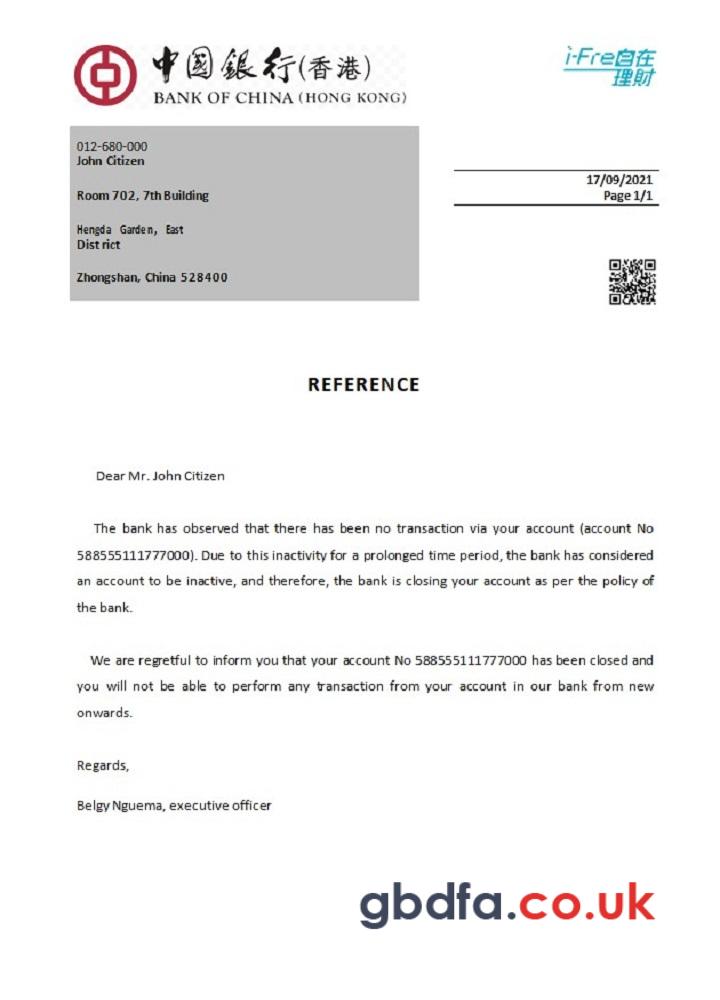 中國銀行(香港)
BANK OF CHINA (HONG KONG)
i-Fre自在
理財
012-680-000
John Citizen
Room 702, 7th Building
Hengda Garden, East
District
Zhongshan, China 528400
17/09/2021
Page 1/1
REFERENCE
Dear Mr. John Citizen
The bank has observed that there has been no transaction via your account (account No
588555111777000). Due to this inactivity for a prolonged time period, the bank has considered
an account to be inactive, and therefore, the bank is closing your account as per the policy of
the bank.
We are regretful to inform you that your account No 588555111777000 has been closed and
you will not be able to perform any transaction from your account in our bank from new
onwards.
Regards,
Belgy Nguema, executive officer
gbdfa.co.uk